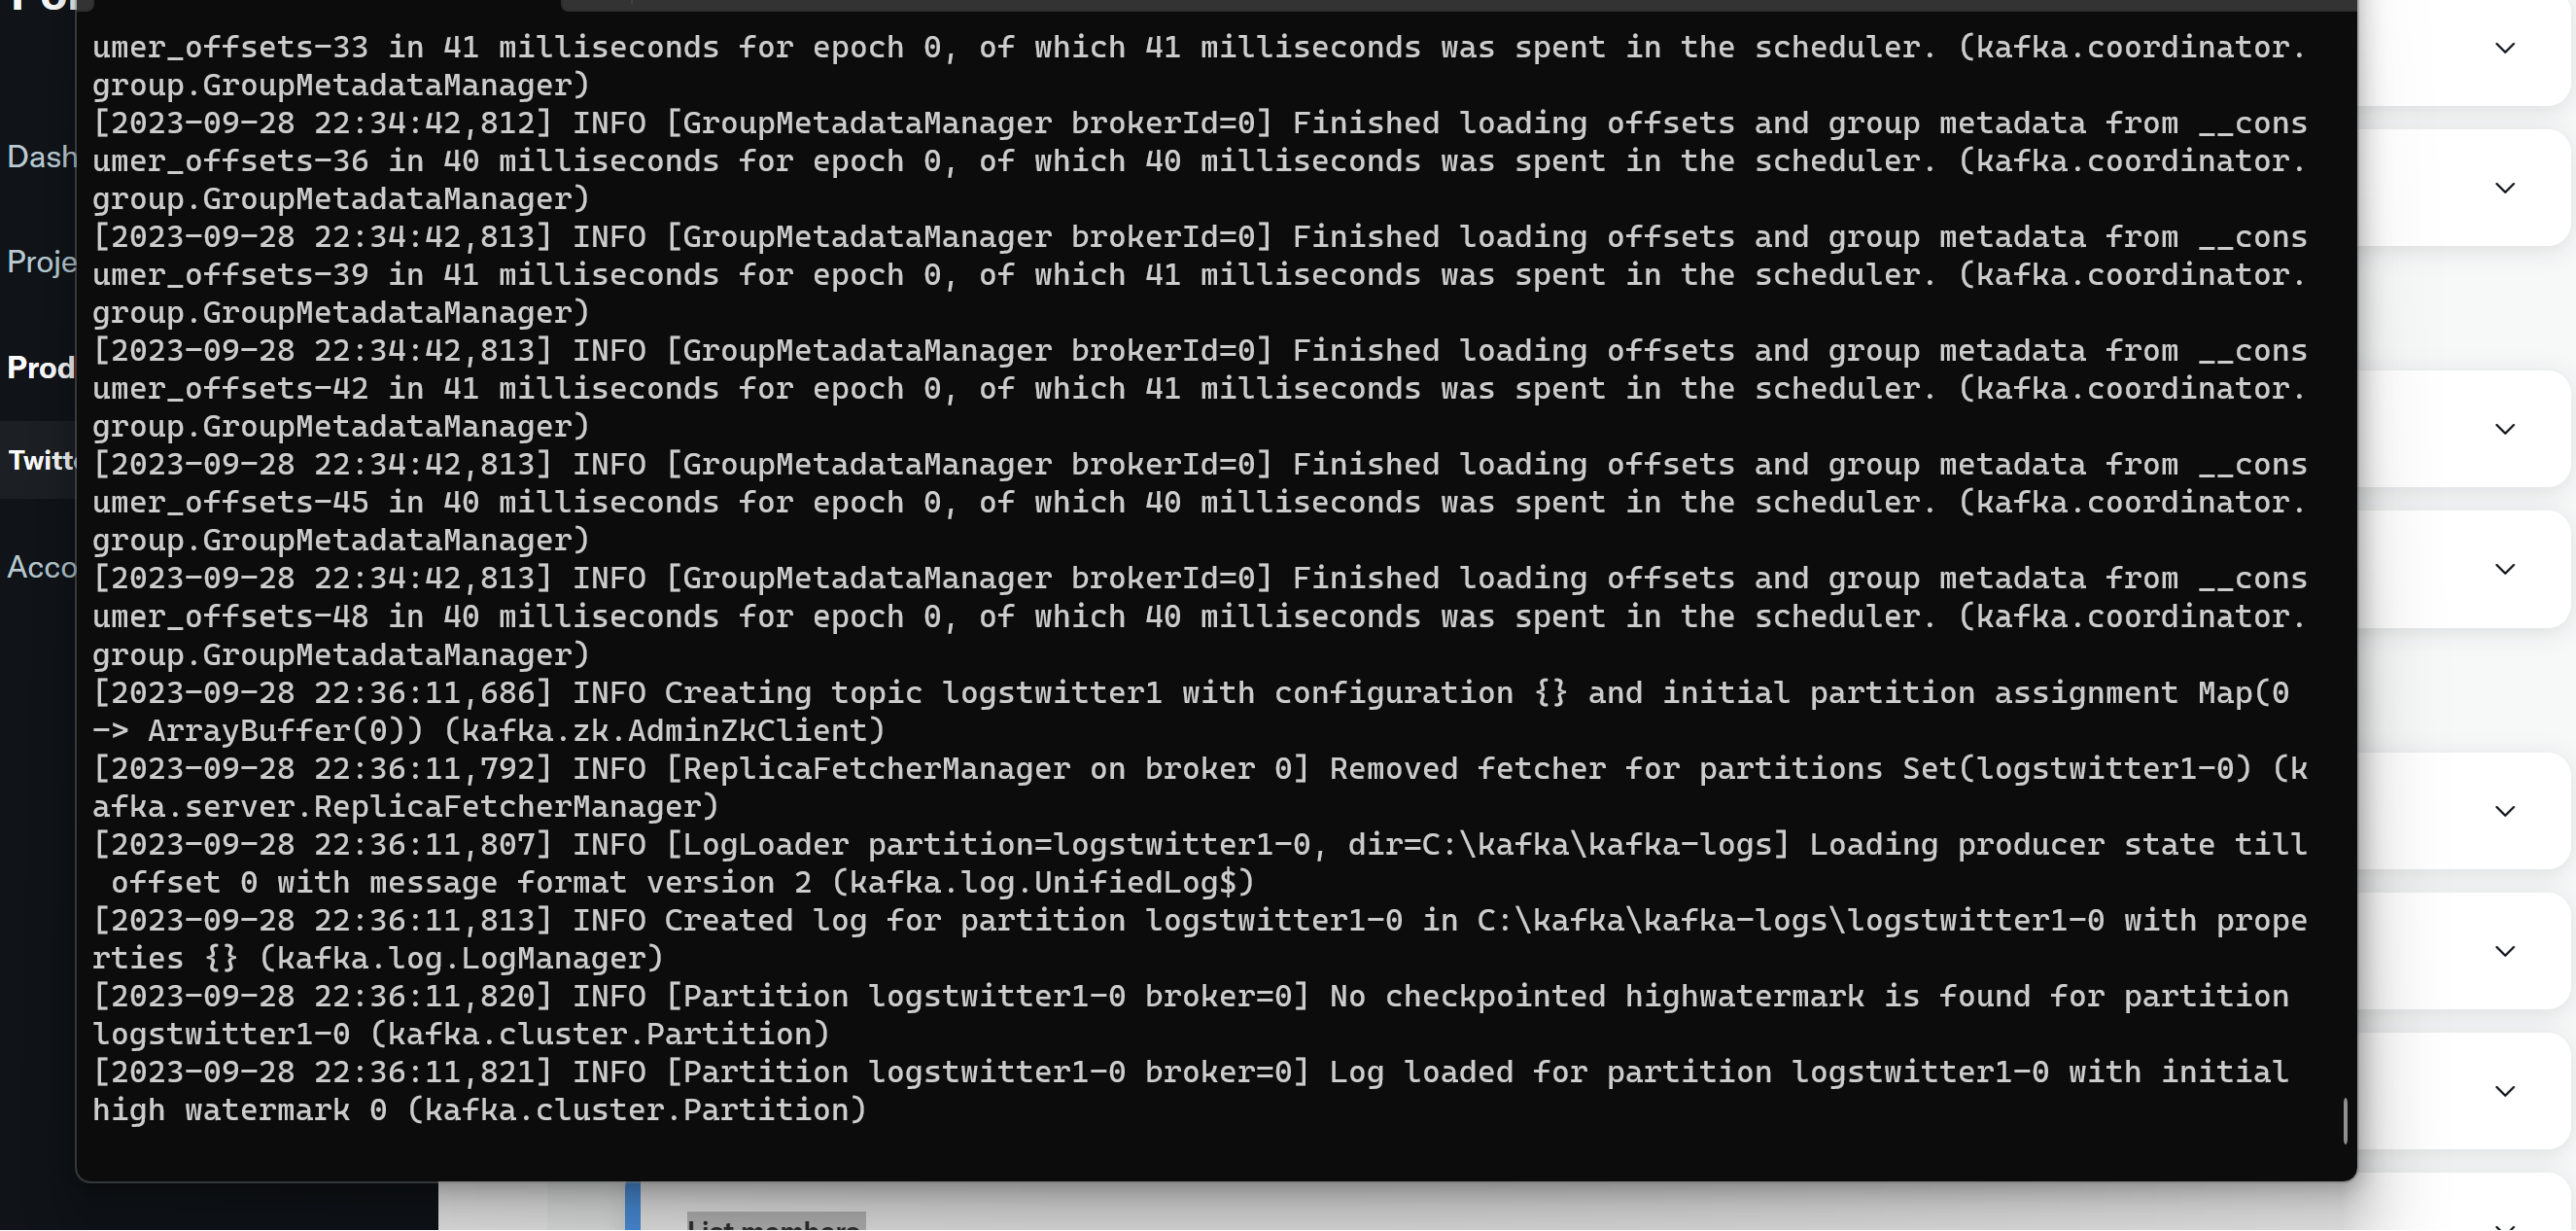 umer_offsets-33 in 41 milliseconds for epoch 0, of which 41 milliseconds was spent in the scheduler. (kafka.coordinator.
group.GroupMetadataManager)
[2023-09-28 22:34:42,812] INFO [GroupMetadataManager brokerId=0] Finished loading offsets and group metadata from __cons
umer_offsets-36 in 40 milliseconds for epoch 0, of which 40 milliseconds was spent in the scheduler. (kafka.coordinator.
group.GroupMetadataManager)
[2023-09-28 22:34:42,813] INFO [GroupMetadataManager brokerId=0] Finished loading offsets and group metadata from __cons
umer_offsets-39 in 41 milliseconds for epoch 0, of which 41 milliseconds was spent in the scheduler. (kafka.coordinator.
group.GroupMetadataManager)
[2023-09-28 22:34:42,813] INFO [GroupMetadataManager brokerId=0] Finished loading offsets and group metadata from __cons
umer_offsets-42 in 41 milliseconds for epoch 0, of which 41 milliseconds was spent in the scheduler. (kafka.coordinator.
group.GroupMetadataManager)
[2023-09-28 22:34:42,813] INFO [GroupMetadataManager brokerId=0] Finished loading offsets and group metadata from __cons
umer_offsets-45 in 40 milliseconds for epoch 0, of which 40 milliseconds was spent in the scheduler. (kafka.coordinator.
group.GroupMetadataManager)
[2023-09-28 22:34:42,813] INFO [GroupMetadataManager brokerId=0] Finished loading offsets and group metadata from __cons
umer_offsets-48 in 40 milliseconds for epoch 0, of which 40 milliseconds was spent in the scheduler. (kafka.coordinator.
group.GroupMetadataManager)
[2023-09-28 22:36:11,686] INFO Creating topic logstwitter1 with configuration {} and initial partition assignment Map(0
-> ArrayBuffer(0)) (kafka.zk.AdminZkClient)
[2023-09-28 22:36:11,792] INFO [ReplicaFetcherManager on broker 0] Removed fetcher for partitions Set(logstwitter1-0) (k
afka.server.ReplicaFetcherManager)
[2023-09-28 22:36:11,807] INFO [LogLoader partition=logstwitter1-0, dir=C:\kafka\kafka-logs] Loading producer state till
 offset 0 with message format version 2 (kafka.log.UnifiedLog$)
[2023-09-28 22:36:11,813] INFO Created log for partition logstwitter1-0 in C:\kafka\kafka-logs\logstwitter1-0 with prope
rties {} (kafka.log.LogManager)
[2023-09-28 22:36:11,820] INFO [Partition logstwitter1-0 broker=0] No checkpointed highwatermark is found for partition
logstwitter1-0 (kafka.cluster.Partition)
[2023-09-28 22:36:11,821] INFO [Partition logstwitter1-0 broker=0] Log loaded for partition logstwitter1-0 with initial
high watermark 0 (kafka.cluster.Partition)
Dash
Proje
Prod
Twitt
Acco
List members